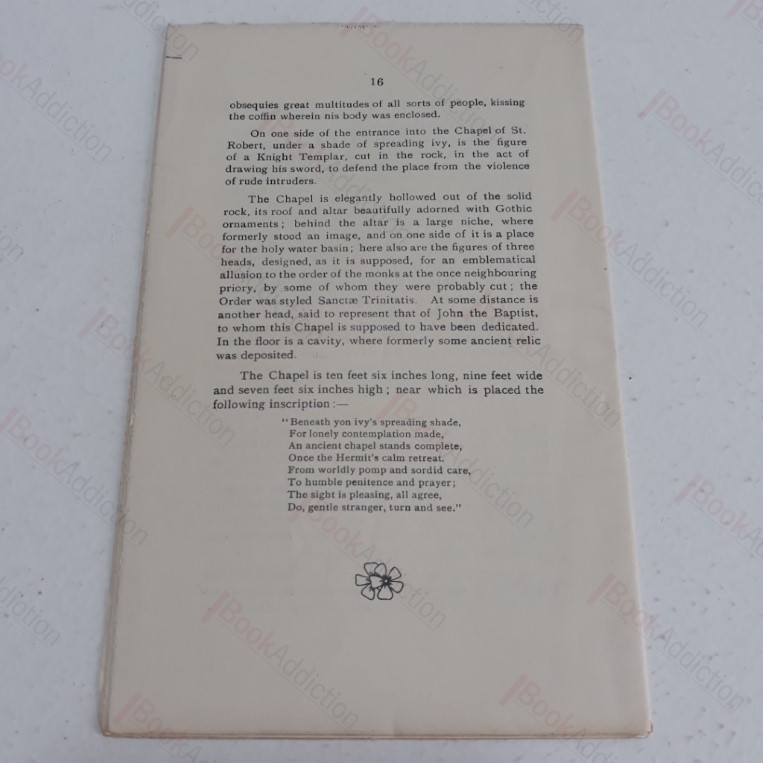 16
obsequies great multitudes of all sorts of people, kissing
the coffin wherein nis body was enclosed.
On one side of the entrance into the Chapel of St.
Robert, under a shade of spreading ivy, is the figure
of a Knight Templar, cut in the rock, in the act of
drawing his sword, to defend the place from the violence
of rude intruders.
The Chapel is elegantly hollowed out of the solid
rock, its roof and altar beautifully adorned with Gothic
ornaments; behind the altar is a large niche, where
formerly stood an image, and on one side of it is a place
for the holy water basin; here also are the figures of three
heads, designed, as it is supposed, for an emblematical
allusion to the order of the monks at the once neighbouring
priory, by some of whom they were probably cut; the
Order was styled Sanctæ Trinitatis. At some distance is
another head, said to represent that of John the Baptist,
to whom this Chapel is supposed to have been dedicated.
In the floor is a cavity, where formerly some ancient relic
was deposited.
The Chapel is ten feet six inches long, nine feet wide
and seven feet six inches high; near which is placed the
following inscription:—
"Beneath yon ivy's spreading shade,
For lonely contemplation made,
An ancient chapel stands complete,
Once the Hermit's calm retreat.
From worldly pomp and sordid care,
To humble penitence and prayer;
The sight is pleasing, all agree,
Do, gentle stranger, turn and see."
BookAddiction